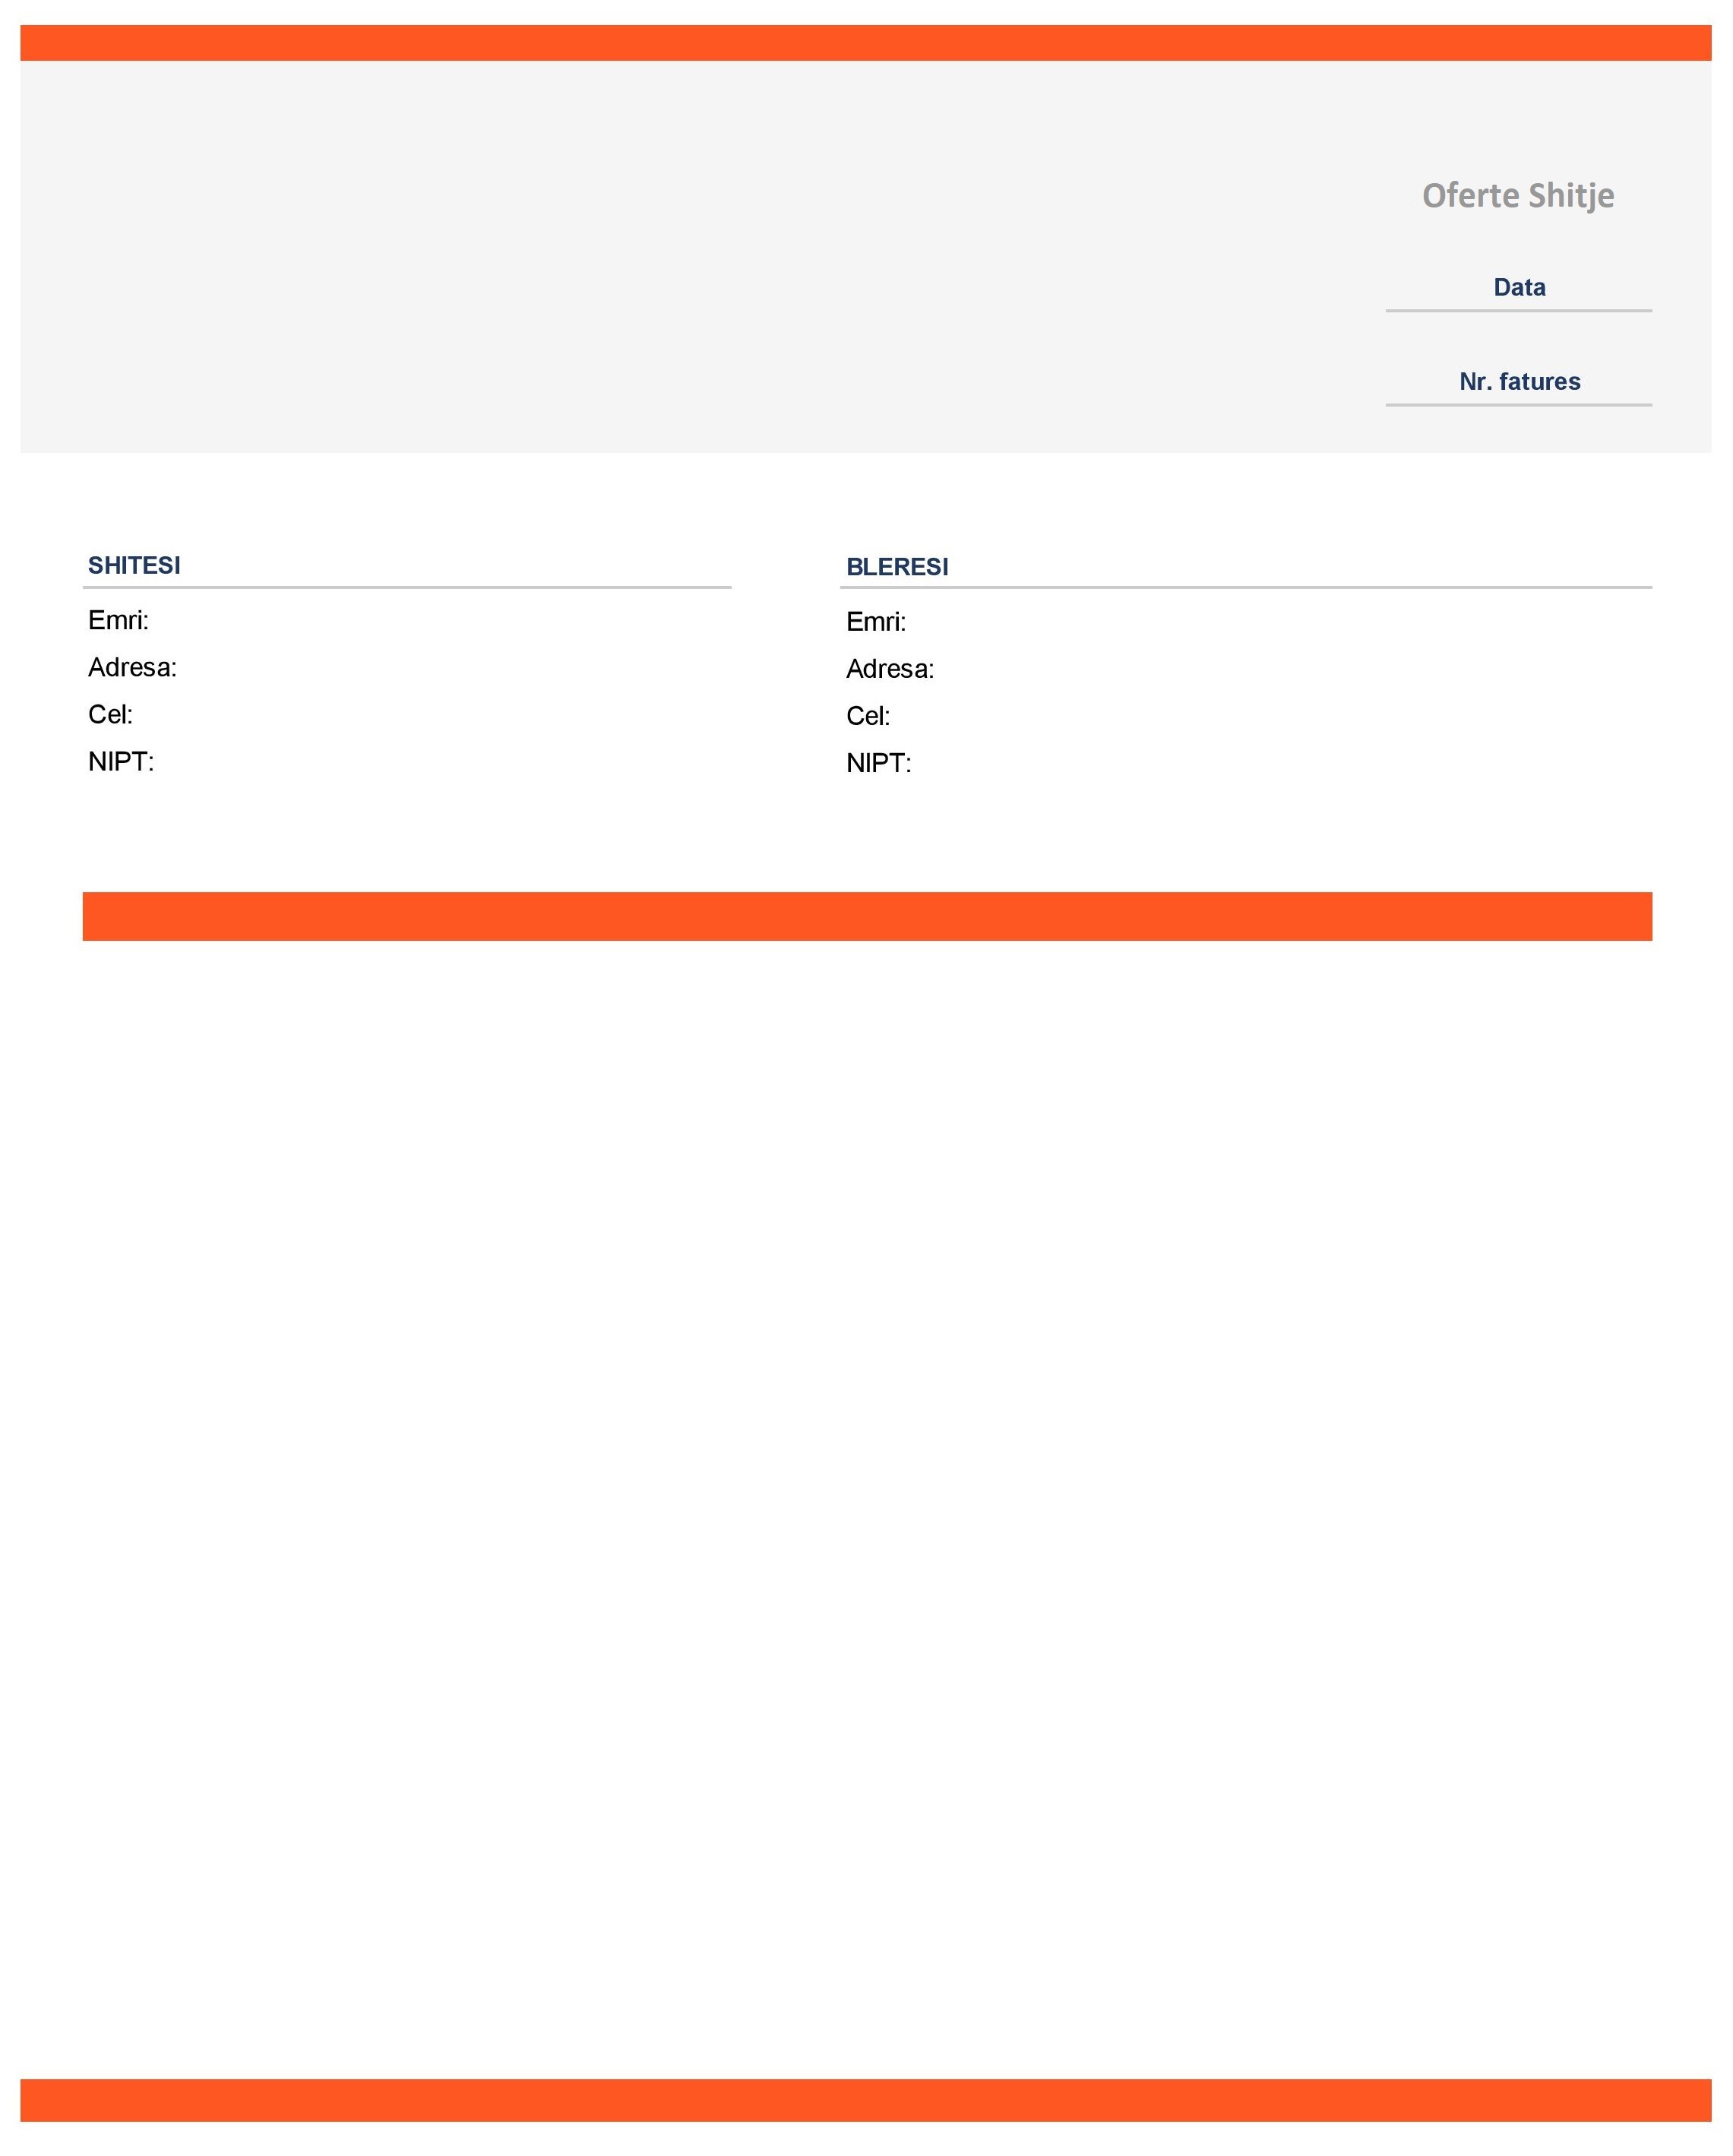 Oferte Shitje
Data
Nr. fatures
SHITESI
Emri:
Adresa:
Cel:
NIPT:
BLERESI
Emri:
Adresa:
Cel:
NIPT: